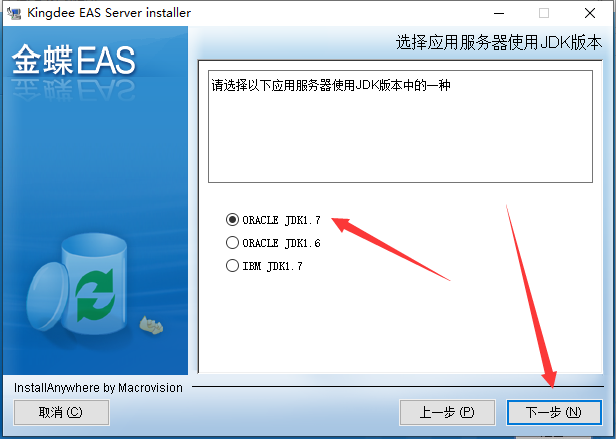 Kingdee EAS Server installer
选择应用服务器使用JDK版本
金蝶EAS
请选择以下应用服务器使用JDK版本中的一种
ORACLE JDK1.7
ORACLE JDK1.6
IBM JDK1.7
InstallAnywhere by Macrovision
取消 (C)
上一步 (P)
下一步 (N)